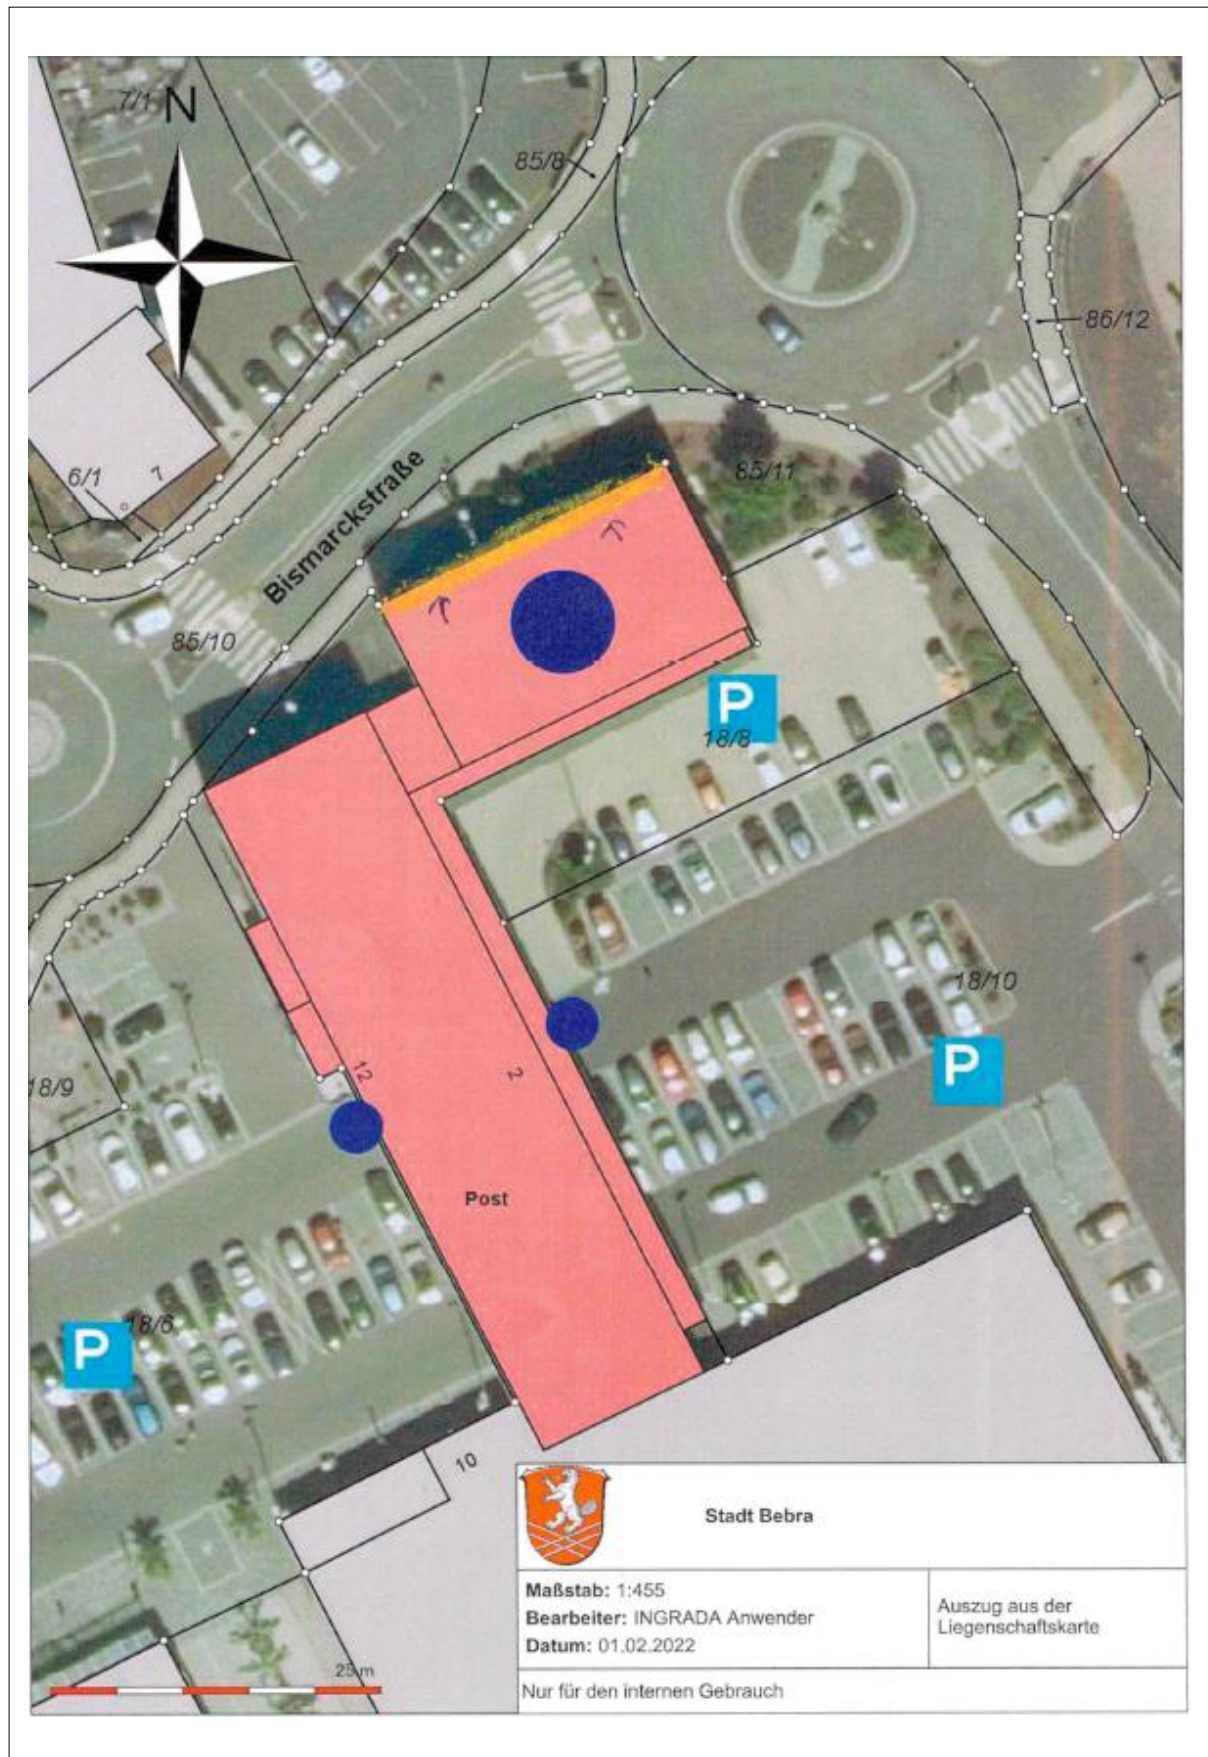 7/1
N
85/8
86/12
6/1
7
85/11
Bismarckstraße
85/10
P
18/8
18/10
18/9
12
2
P
Post
18/6
P
10
Stadt Bebra
Maßstab: 1:455
Bearbeiter: INGRADA Anwender
Datum: 01.02.2022
Auszug aus der
Liegenschaftskarte
25 m
Nur für den internen Gebrauch